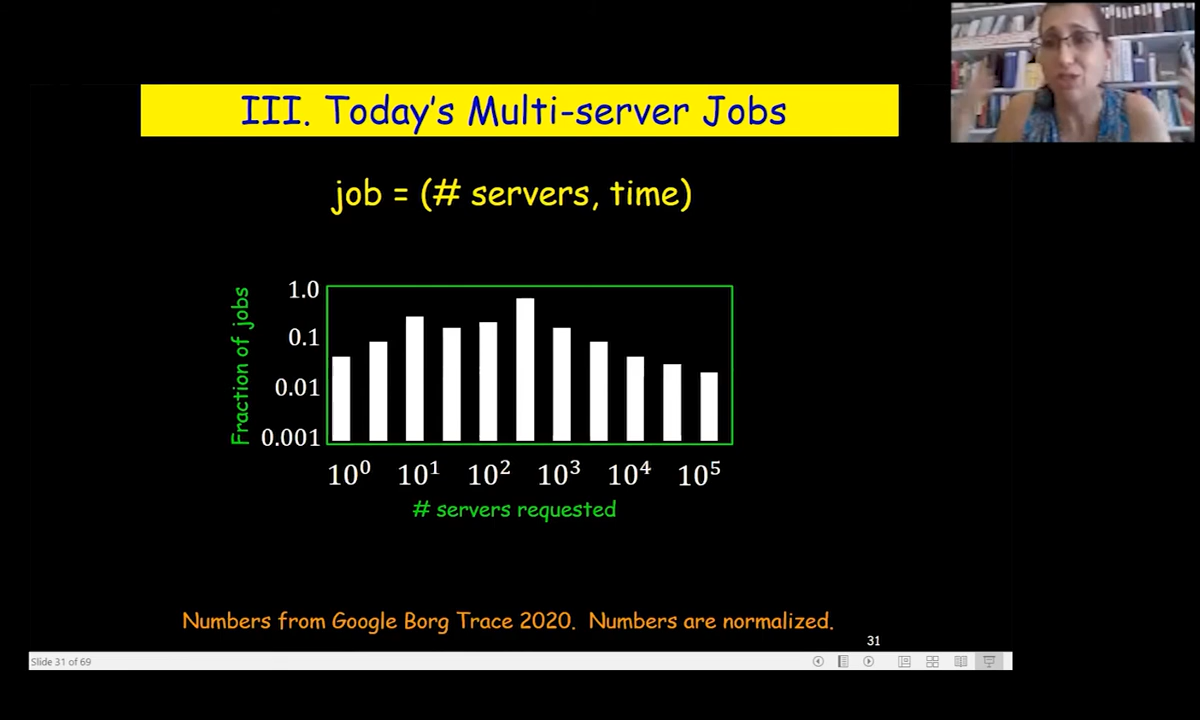 III. Today's Multi-server Jobs
job = (# servers, time)
Fraction of jobs
1.0
0.1
0.01
0.001
10⁰ 10¹ 10² 10³ 10⁴ 10⁵
# servers requested
Numbers from Google Borg Trace 2020. Numbers are normalized.
31
Slide 31 of 69